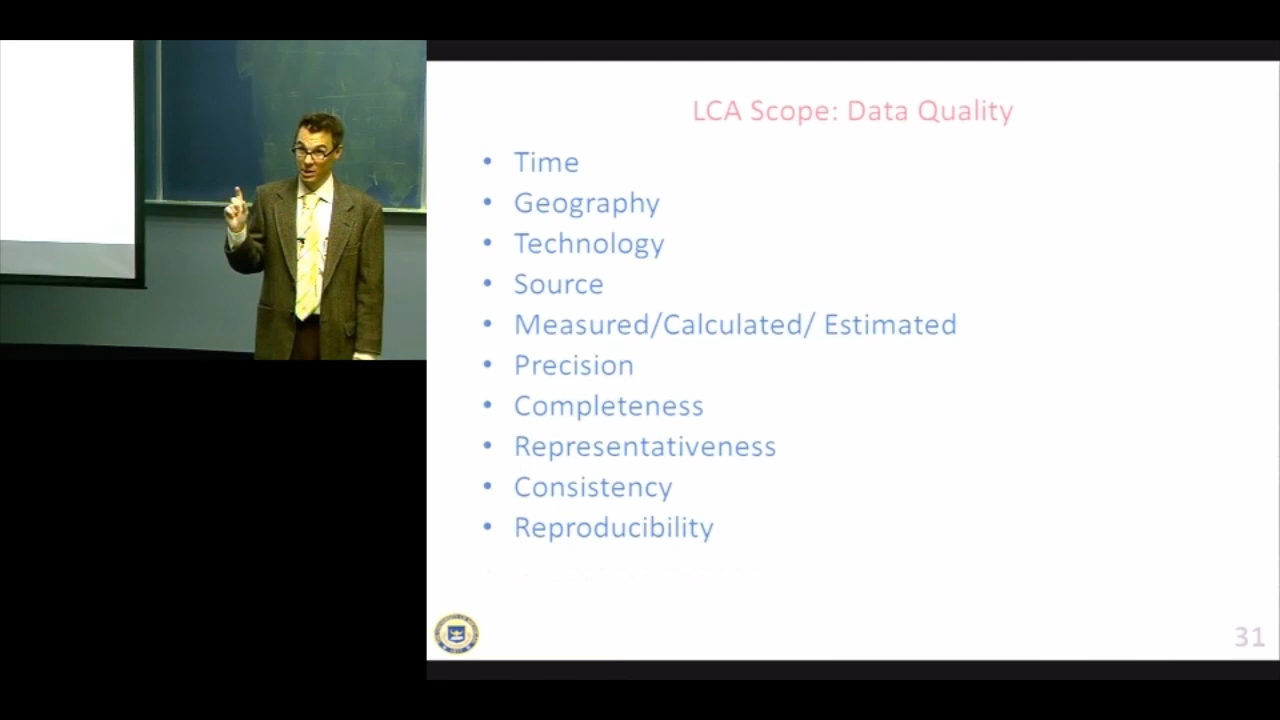 LCA Scope: Data Quality
• Time
• Geography
• Technology
• Source
• Measured/Calculated/ Estimated
• Precision
• Completeness
• Representativeness
• Consistency
• Reproducibility
31